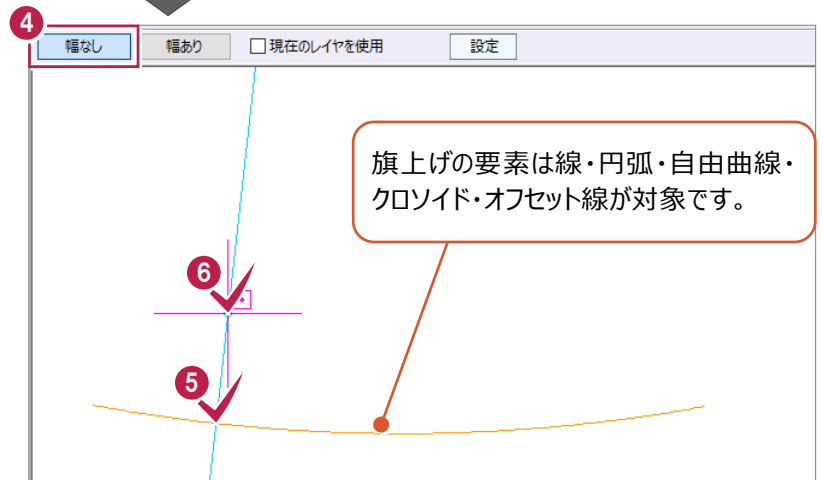 4
幅なし 幅あり 現在のレイヤを使用 設定
旗上げの要素は線・円弧・自由曲線・
クロソイド・オフセット線が対象です。
6
5